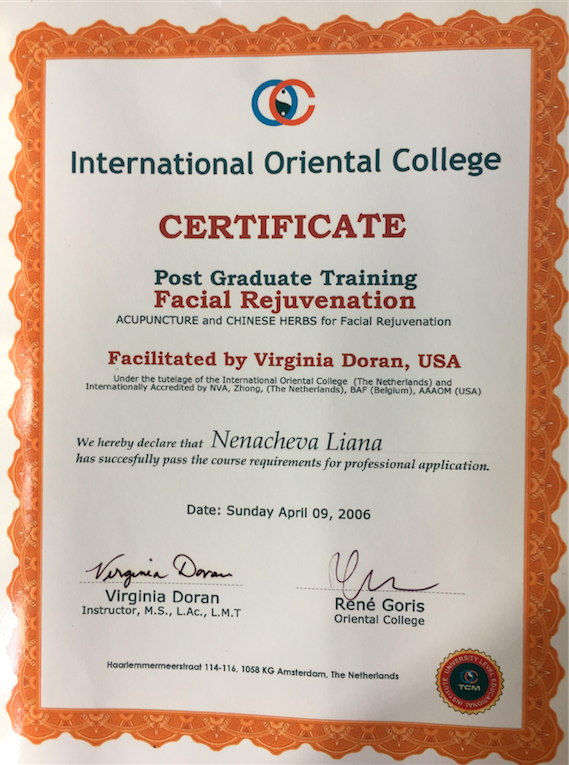 International Oriental College
CERTIFICATE
Post Graduate Training
Facial Rejuvenation
ACUPUNCTURE and CHINESE HERBS for Facial Rejuvenation
Facilitated by Virginia Doran, USA
Under the tutelage of the International Oriental College (The Netherlands) and
Internationally Accredited by NVA, Zhong, (The Netherlands), BAF (Belgium), AAAOM (USA)
We hereby declare that Nenacheva Liana
has succesfully pass the course requirements for professional application.
Date: Sunday April 09, 2006
Virginia Doran
Virginia Doran
Instructor, M.S., L.Ac., L.M.T
René Goris
Oriental College
Haarlemmermeerstraat 114-116, 1058 KG Amsterdam, The Netherlands
UNIVERSITY LEVEL EDUCATIONAL INSTITUTE
TCM